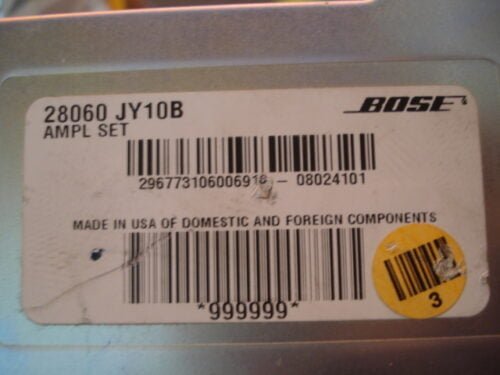 28060 JY10B
BOSE
AMPL SET
296773106006918-08024101
MADE IN USA OF DOMESTIC AND FOREIGN COMPONENTS
*999999*
3